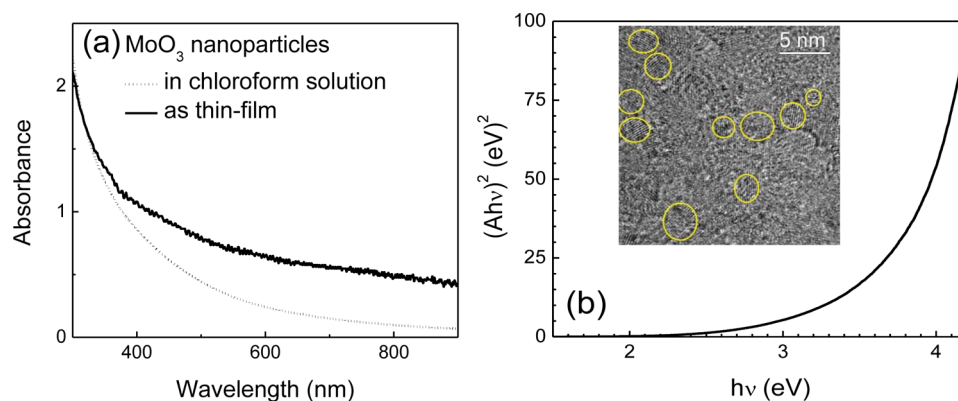 (a) MoO₃ nanoparticles
in chloroform solution
as thin-film
2
1
0
Absorbance
400 600 800
Wavelength (nm)
100
75
50
25
0
(Ahν)² (eV)²
5 nm
(b)
2 3 4
hν (eV)